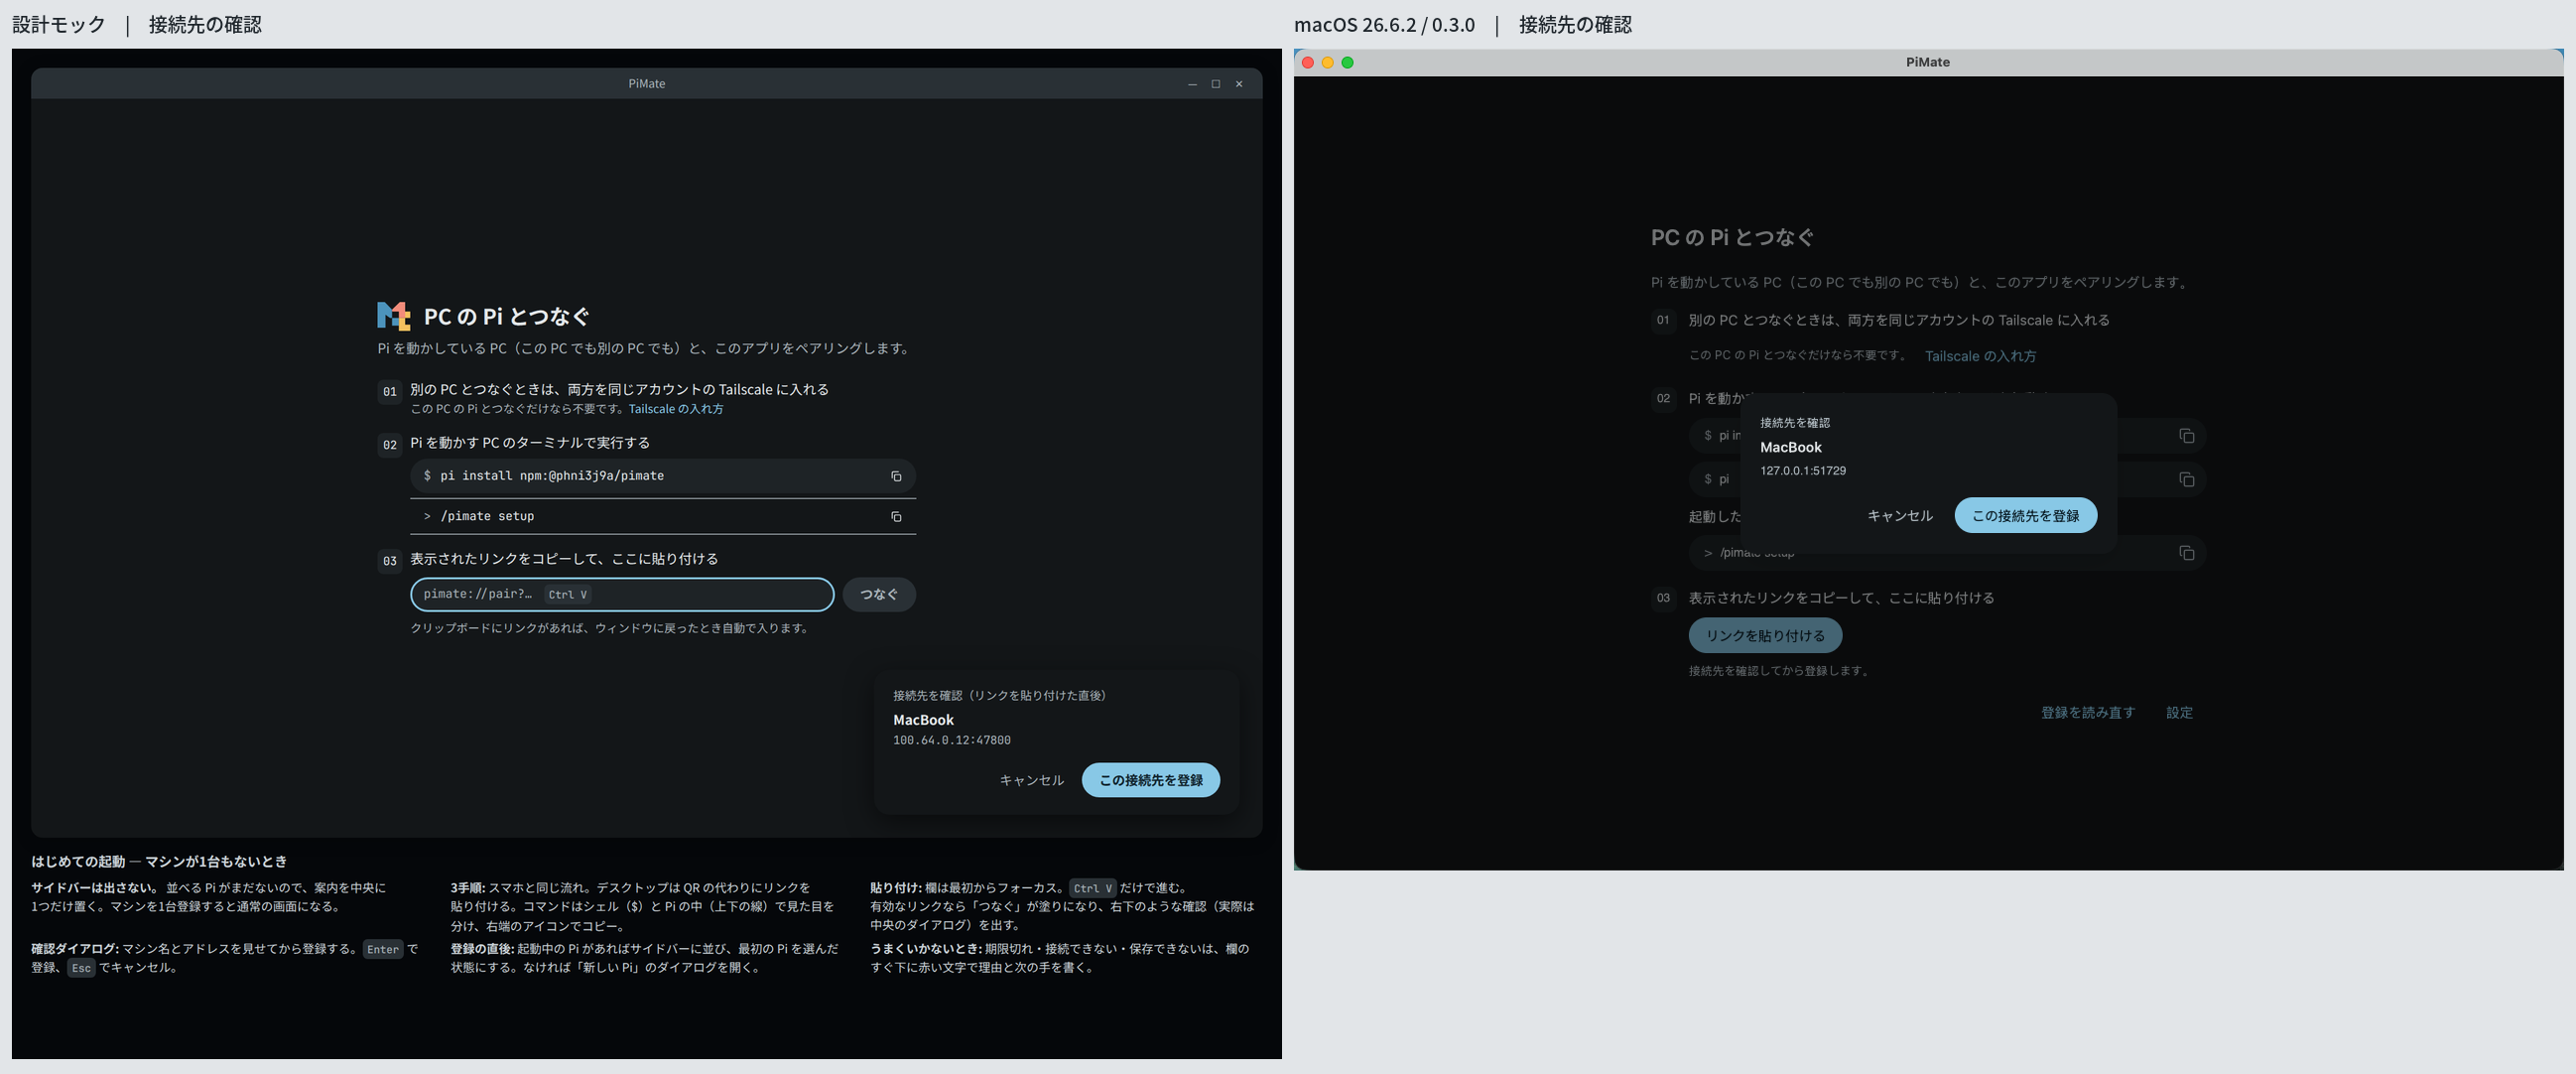 設計モック | 接続先の確認
PiMate
PC の Pi とつなぐ
Pi を動かしている PC（この PC でも別の PC でも）と、このアプリをペアリングします。
01 別の PC とつなぐときは、両方を同じアカウントの Tailscale に入れる
この PC の Pi とつなぐだけなら不要です。Tailscale の入れ方
02 Pi を動かす PC のターミナルで実行する
$ pi install npm:@phni3j9a/pimate
> /pimate setup
03 表示されたリンクをコピーして、ここに貼り付ける
pimate://pair?… Ctrl V つなぐ
クリップボードにリンクがあれば、ウィンドウに戻ったとき自動で入ります。
接続先を確認（リンクを貼り付けた直後）
MacBook
100.64.0.12:47800
キャンセル この接続先を登録
はじめての起動 — マシンが1台もないとき
サイドバーは出さない。 並べる Pi がまだないので、案内を中央に
1つだけ置く。マシンを1台登録すると通常の画面になる。
3手順: スマホと同じ流れ。デスクトップは QR の代わりにリンクを
貼り付ける。コマンドはシェル（$）と Pi の中（上下の線）で見た目を
分け、右端のアイコンでコピー。
貼り付け: 欄は最初からフォーカス。 Ctrl V だけで進む。
有効なリンクなら「つなぐ」が塗りになり、右下のような確認（実際は
中央のダイアログ）を出す。
確認ダイアログ: マシン名とアドレスを見せてから登録する。 Enter で
登録、 Esc でキャンセル。
登録の直後: 起動中の Pi があればサイドバーに並び、最初の Pi を選んだ
状態にする。なければ「新しい Pi」のダイアログを開く。
うまくいかないとき: 期限切れ・接続できない・保存できないは、欄の
すぐ下に赤い文字で理由と次の手を書く。
macOS 26.6.2 / 0.3.0 | 接続先の確認
PiMate
PC の Pi とつなぐ
Pi を動かしている PC（この PC でも別の PC でも）と、このアプリをペアリングします。
01 別の PC とつなぐときは、両方を同じアカウントの Tailscale に入れる
この PC の Pi とつなぐだけなら不要です。 Tailscale の入れ方
02 Pi を動か
$ pi in
$ pi
起動した
> /pimate setup
接続先を確認
MacBook
127.0.0.1:51729
キャンセル この接続先を登録
03 表示されたリンクをコピーして、ここに貼り付ける
リンクを貼り付ける
接続先を確認してから登録します。
登録を読み直す 設定